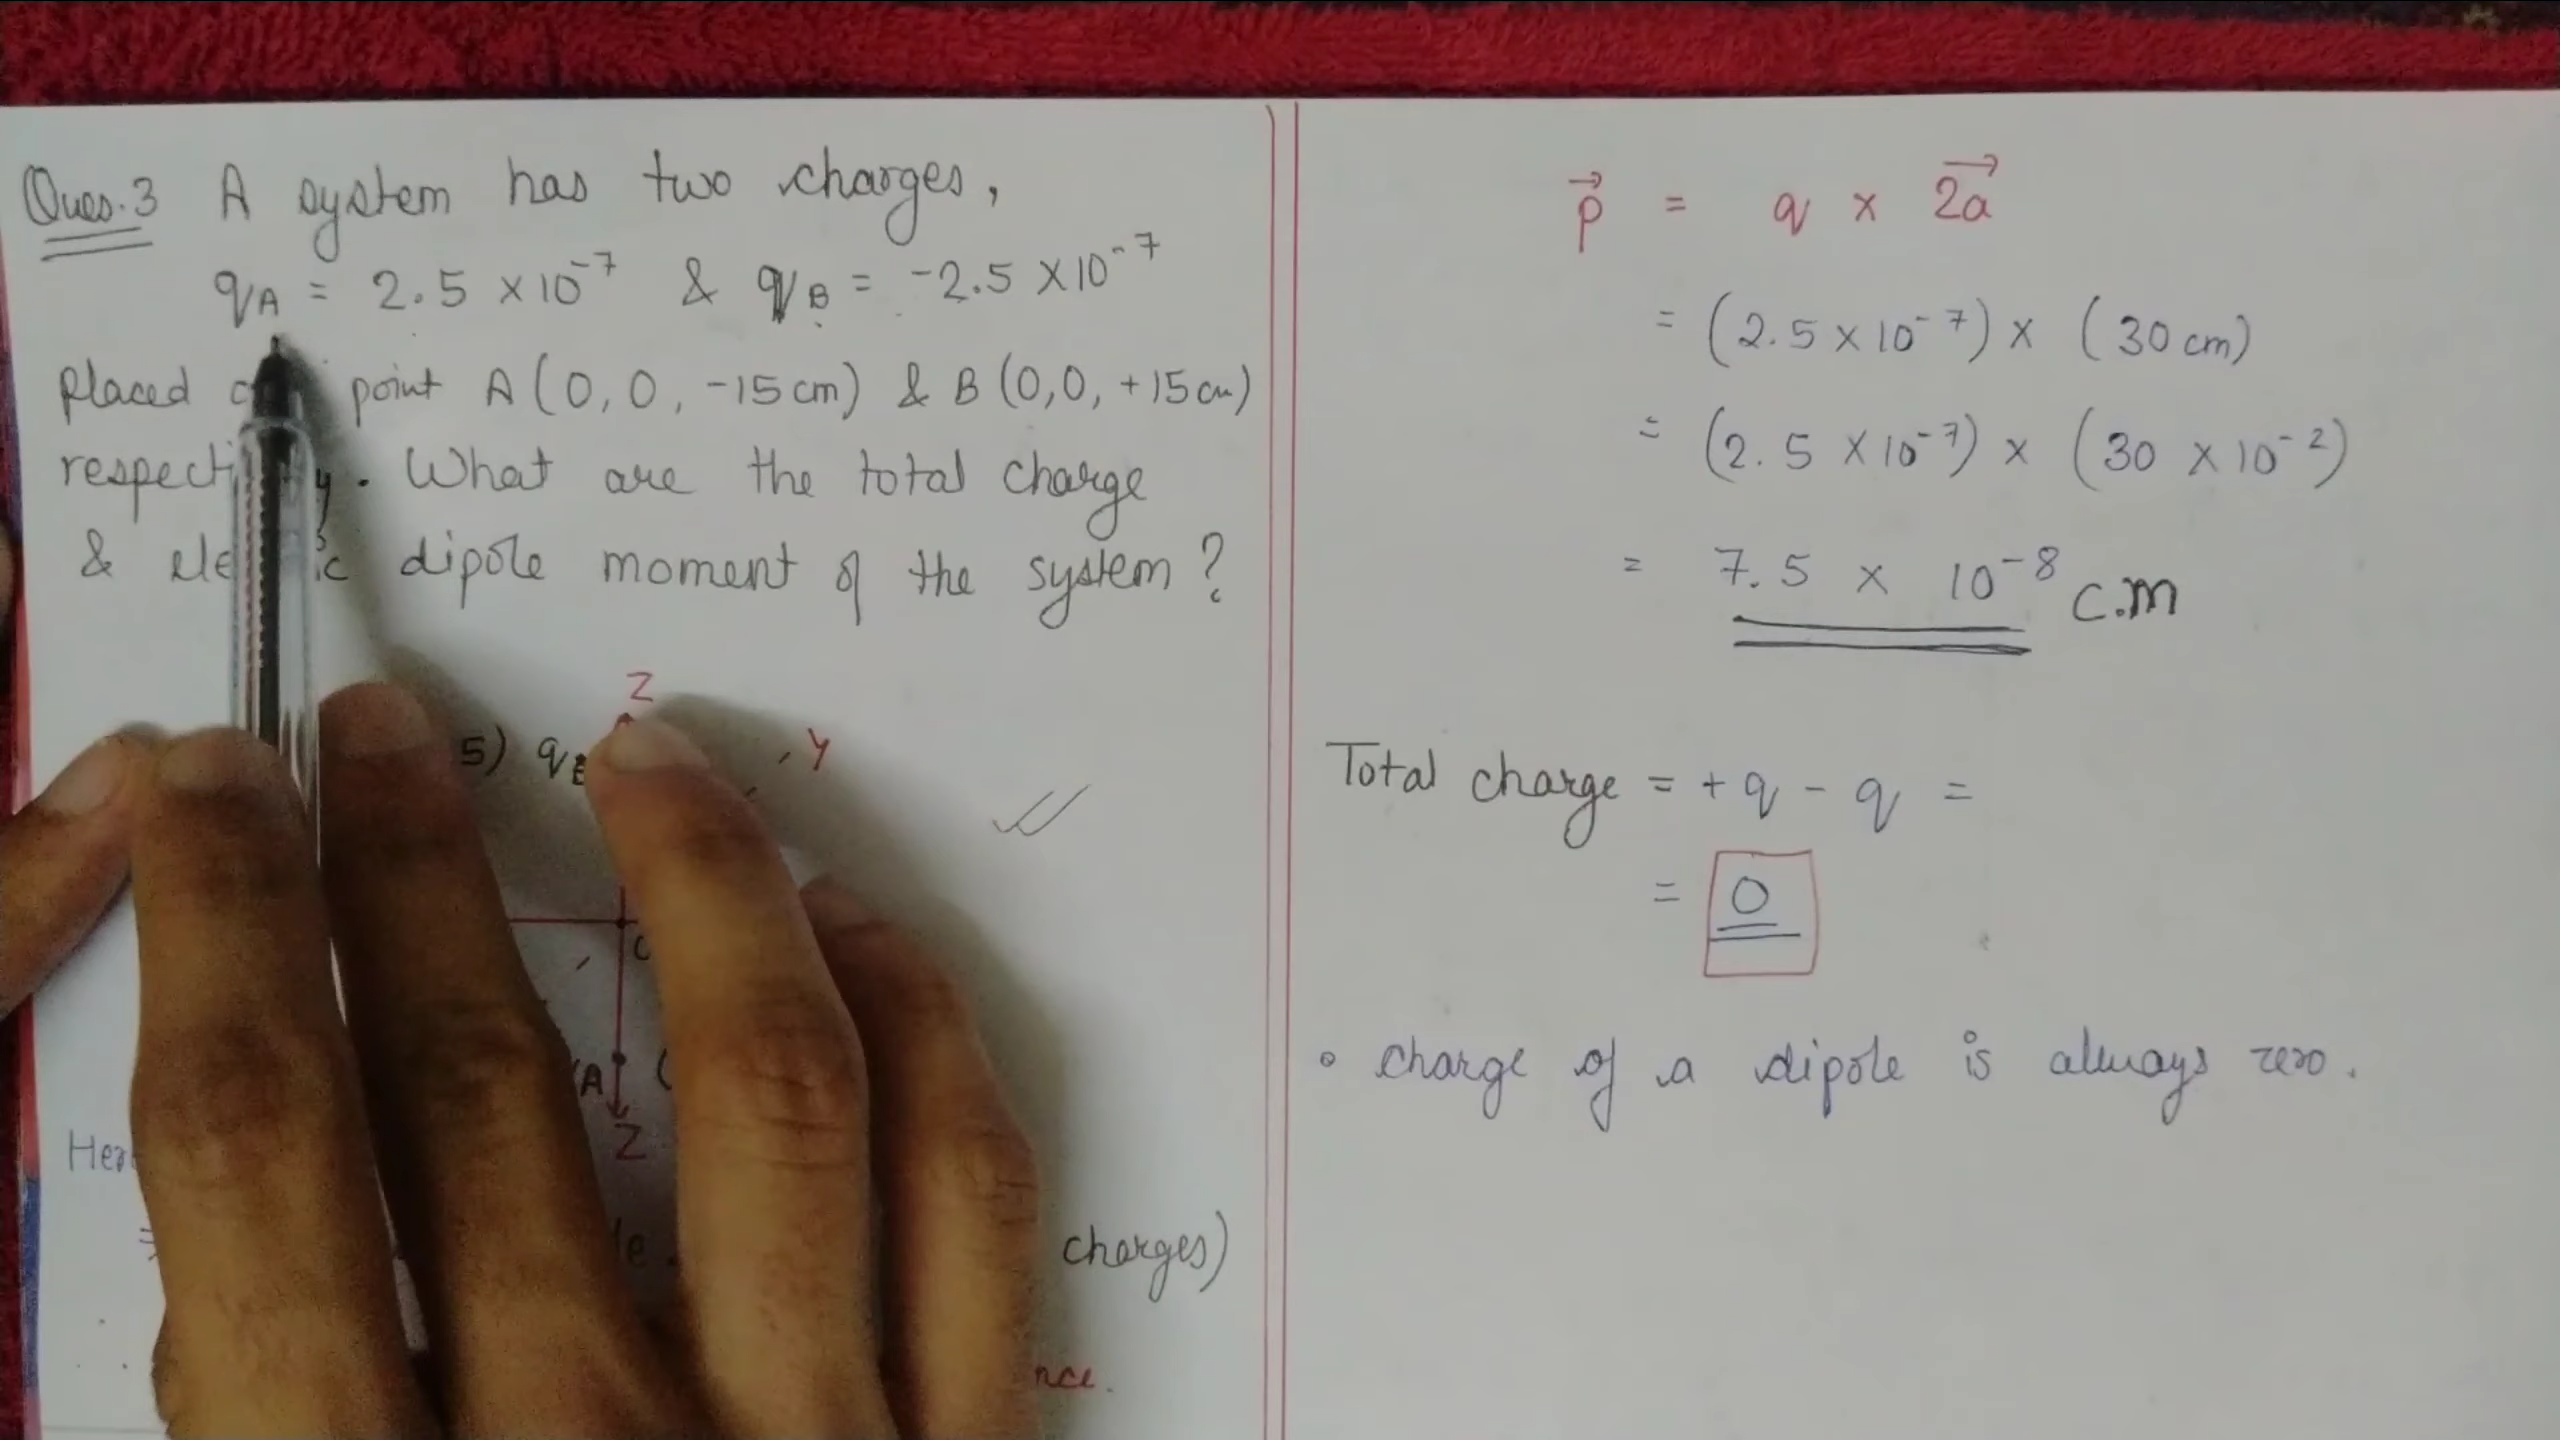 Ques.3 A system has two charges,
qA = 2.5 × 10⁻⁷ & qB = -2.5 × 10⁻⁷
placed point A (0, 0, -15 cm) & B (0,0, +15 cm)
What are the total charge
& dipole moment of the system?
Z
5) qB
Y
A (
Z
charges)
p⃗ = q × 2a⃗
= (2.5 × 10⁻⁷) × (30 cm)
= (2.5 × 10⁻⁷) × (30 × 10⁻²)
= 7.5 × 10⁻⁸ C.m
Total charge = + q - q =
= 0
• charge of a dipole is always zero.